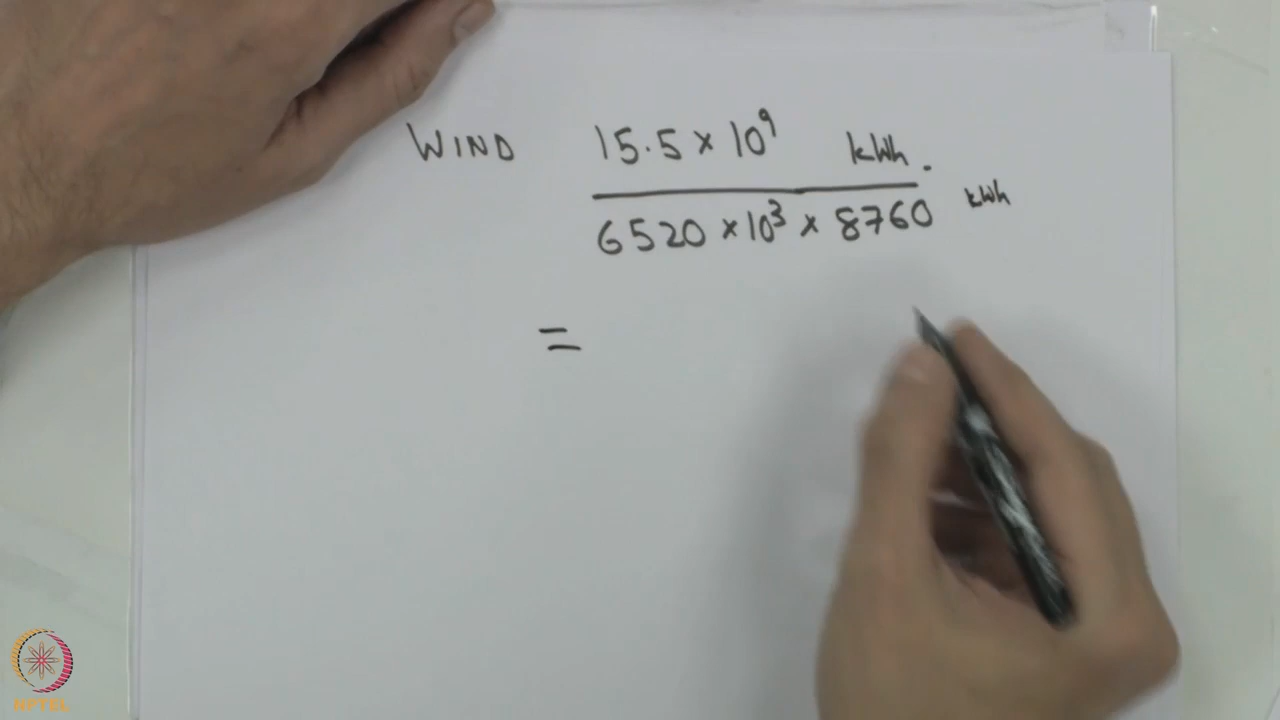 WIND 15.5 × 10⁹ kWh.
6520 × 10³ × 8760 kWh
=
NPTEL